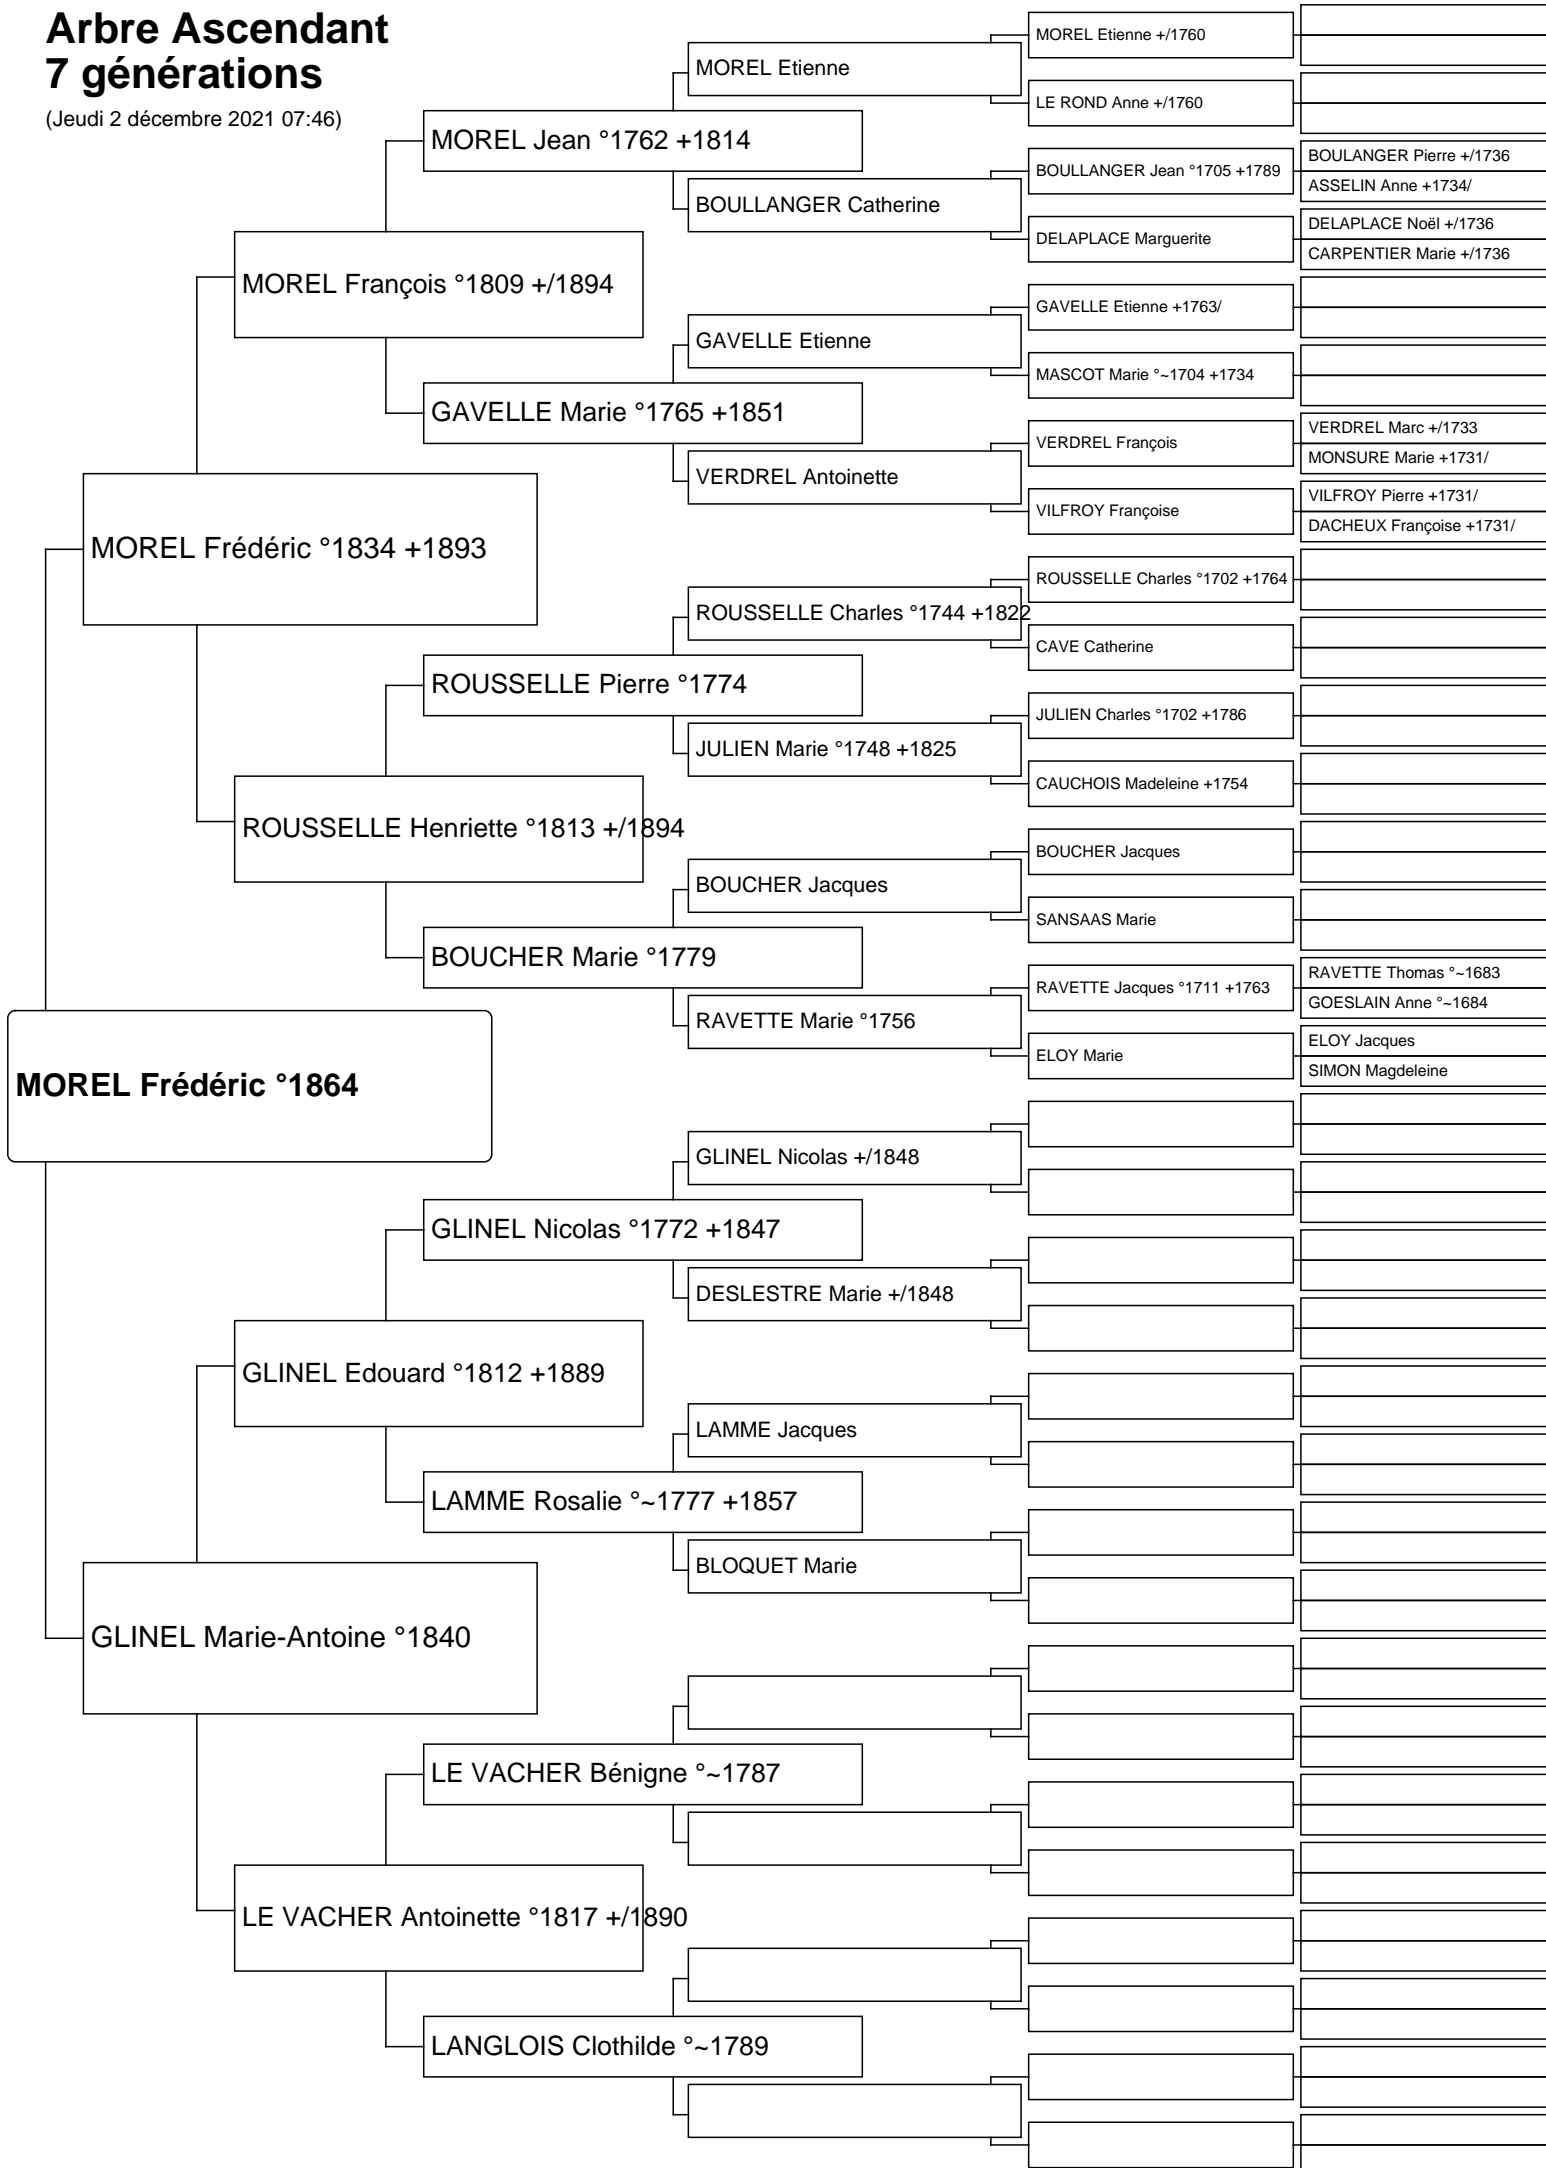 Arbre Ascendant
7 générations
(Jeudi 2 décembre 2021 07:46)
MOREL Frédéric °1864
MOREL Frédéric °1834 +1893
GLINEL Marie-Antoine °1840
MOREL François °1809 +/1894
ROUSSELLE Henriette °1813 +/1894
GLINEL Edouard °1812 +1889
LE VACHER Antoinette °1817 +/1890
MOREL Jean °1762 +1814
GAVELLE Marie °1765 +1851
ROUSSELLE Pierre °1774
BOUCHER Marie °1779
GLINEL Nicolas °1772 +1847
LAMME Rosalie °~1777 +1857
LE VACHER Bénigne °~1787
LANGLOIS Clothilde °~1789
MOREL Etienne
BOULLANGER Catherine
GAVELLE Etienne
VERDREL Antoinette
ROUSSELLE Charles °1744 +1822
JULIEN Marie °1748 +1825
BOUCHER Jacques
RAVETTE Marie °1756
GLINEL Nicolas +/1848
DESLESTRE Marie +/1848
LAMME Jacques
BLOQUET Marie
MOREL Etienne +/1760
LE ROND Anne +/1760
BOULLANGER Jean °1705 +1789
DELAPLACE Marguerite
GAVELLE Etienne +1763/
MASCOT Marie °~1704 +1734
VERDREL François
VILFROY Françoise
ROUSSELLE Charles °1702 +1764
CAVE Catherine
JULIEN Charles °1702 +1786
CAUCHOIS Madeleine +1754
BOUCHER Jacques
SANSAAS Marie
RAVETTE Jacques °1711 +1763
ELOY Marie
BOULANGER Pierre +/1736
ASSELIN Anne +1734/
DELAPLACE Noël +/1736
CARPENTIER Marie +/1736
VERDREL Marc +/1733
MONSURE Marie +1731/
VILFROY Pierre +1731/
DACHEUX Françoise +1731/
RAVETTE Thomas °~1683
GOESLAIN Anne °~1684
ELOY Jacques
SIMON Magdeleine